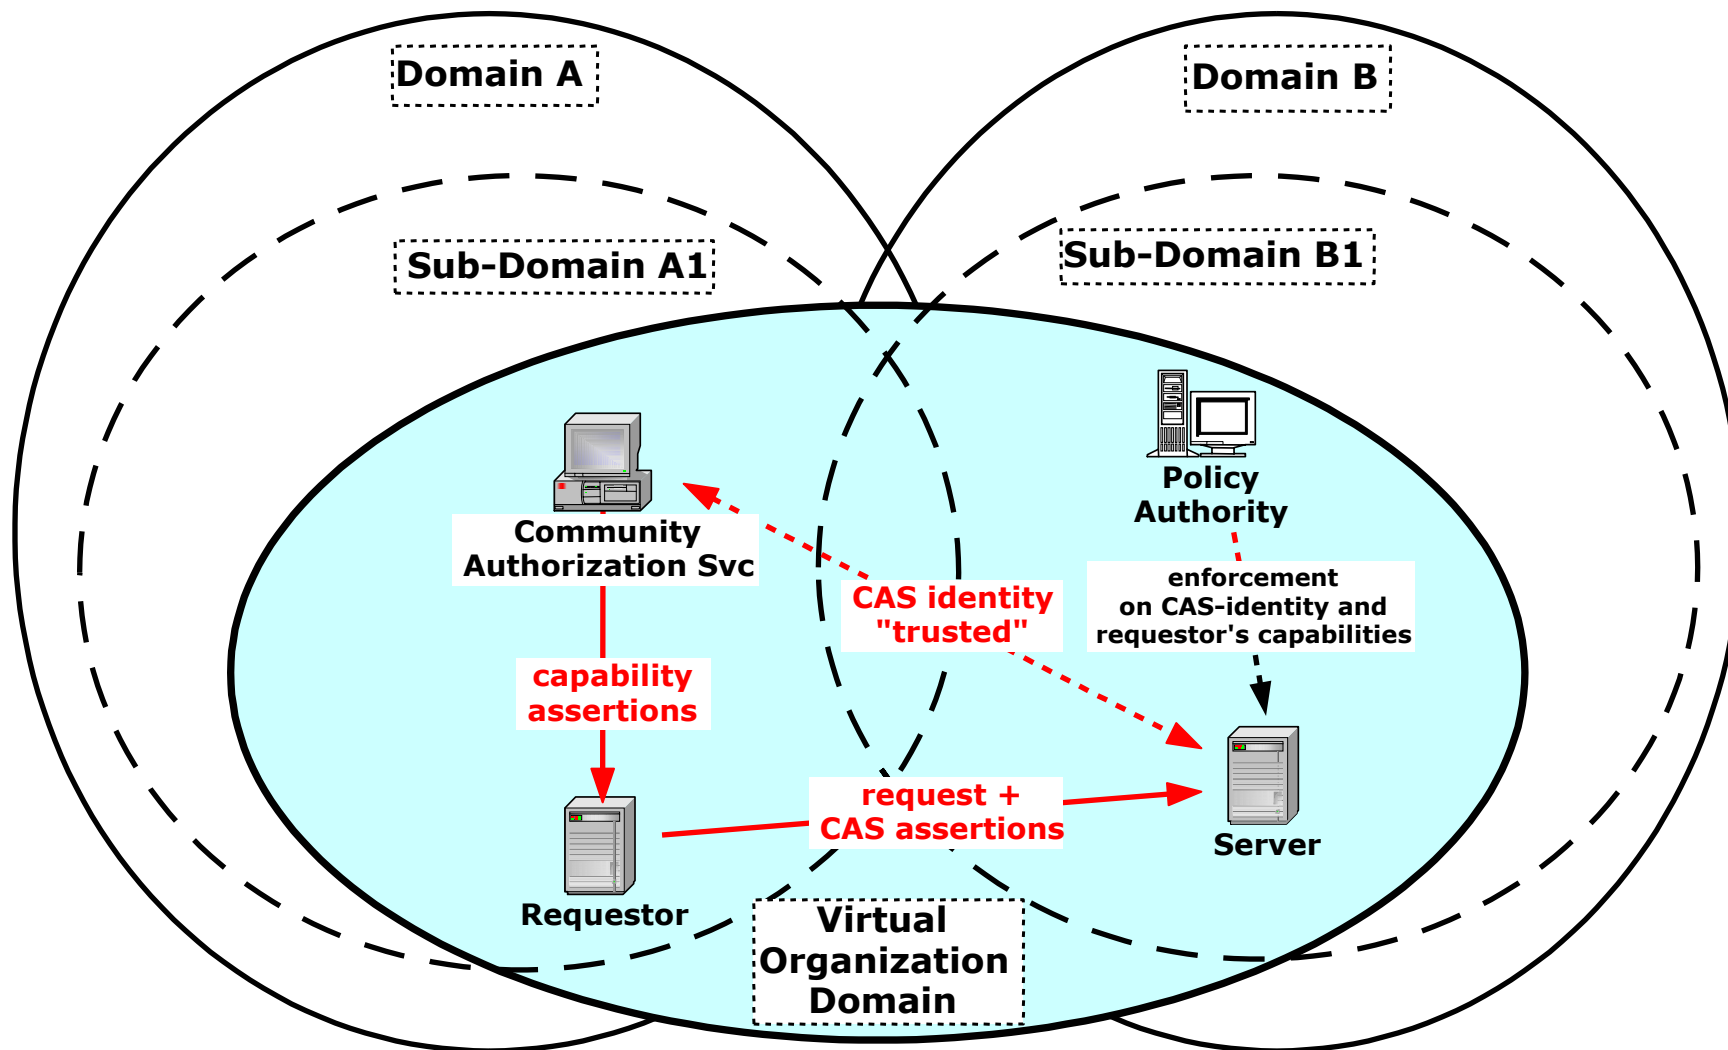 Domain A
Domain B
Sub-Domain A1
Sub-Domain B1
Policy
Authority
Community
Authorization Svc
enforcement
on CAS-identity and
requestor's capabilities
CAS identity
"trusted"
capability
assertions
request +
CAS assertions
Server
Requestor
Virtual
Organization
Domain